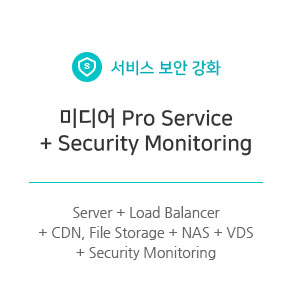 S 서비스 보안 강화
미디어 Pro Service
+ Security Monitoring
Server + Load Balancer
+ CDN, File Storage + NAS + VDS
+ Security Monitoring